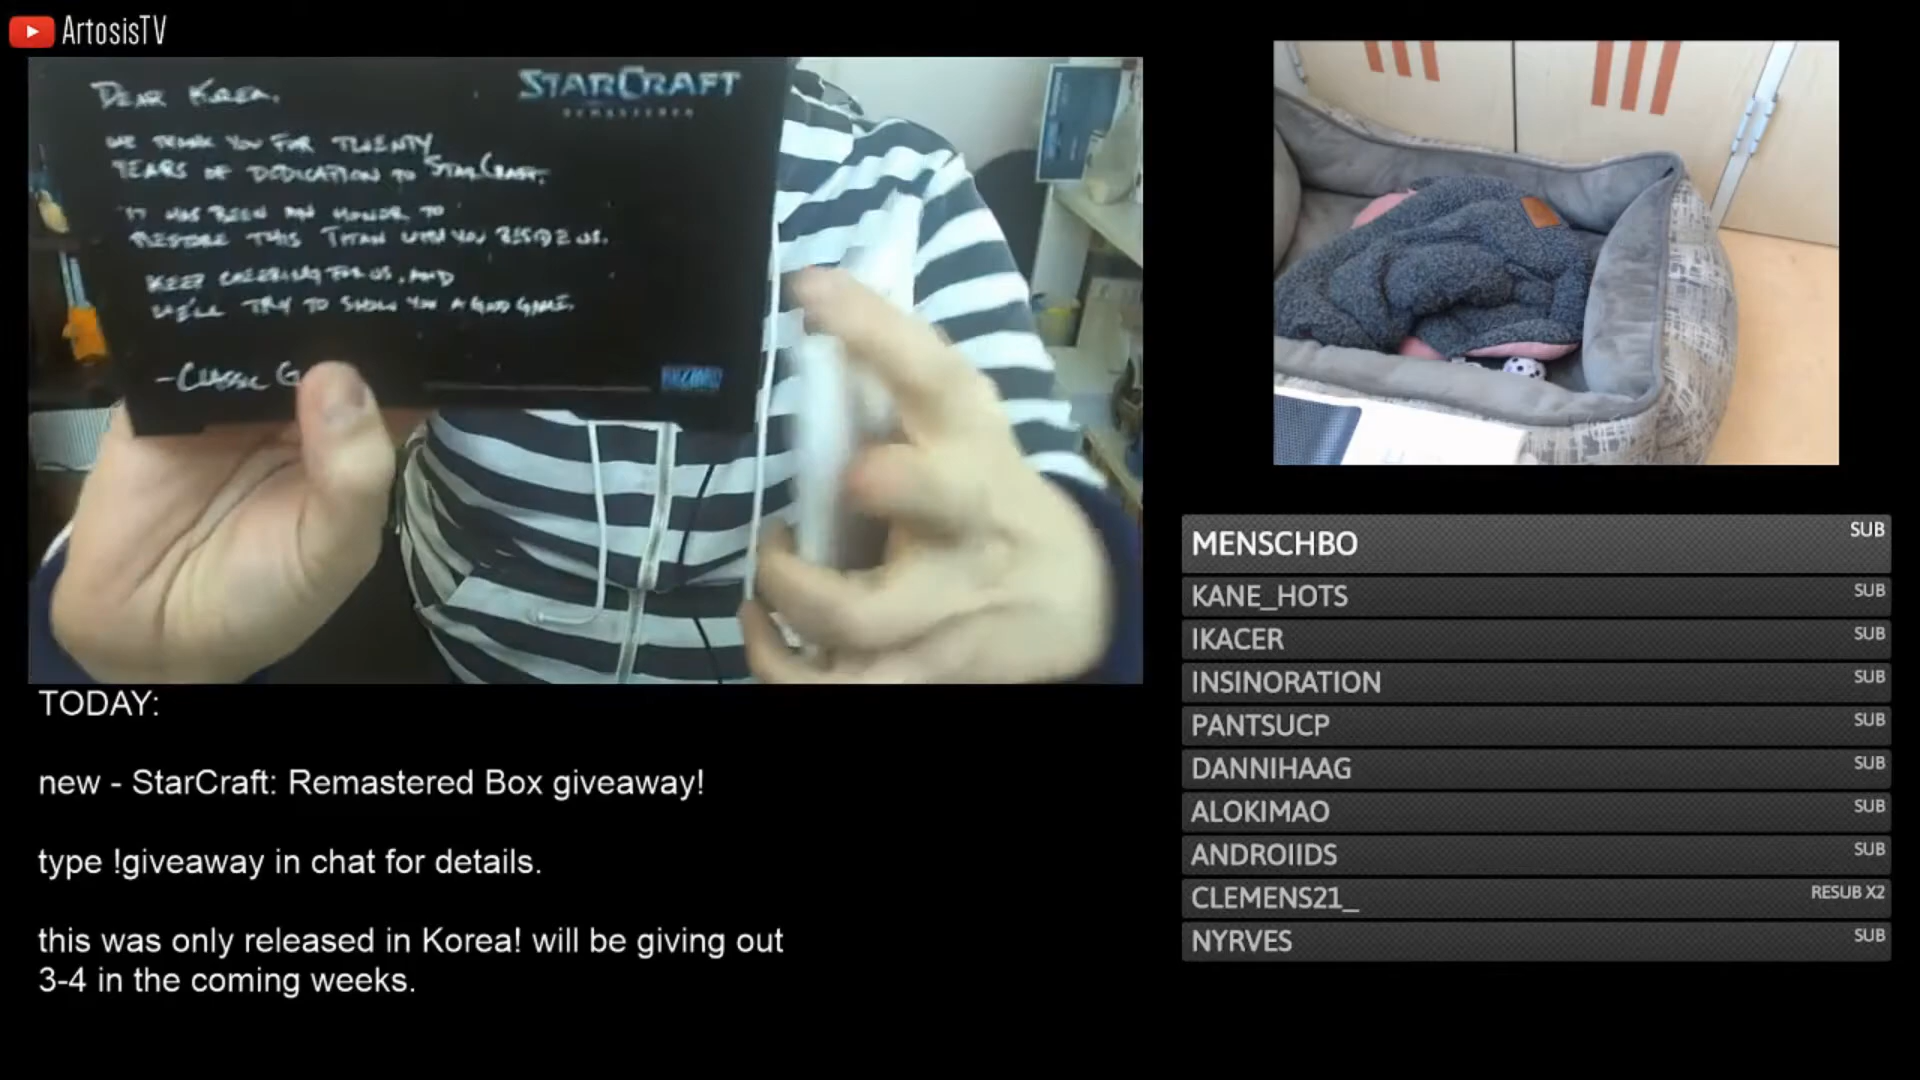 ArtosisTV
DEAR KOREA,
STARCRAFT
REMASTERED
WE THANK YOU FOR TWENTY
YEARS OF DEDICATION TO STARCRAFT.
IT HAS BEEN AN HONOR TO
RESTORE THIS TITAN WITH YOU BESIDE US.
KEEP CHEERING FOR US, AND
WE'LL TRY TO SHOW YOU A GOOD GAME.
-CLASSIC G
BLIZZARD
TODAY:
new - StarCraft: Remastered Box giveaway!
type !giveaway in chat for details.
this was only released in Korea! will be giving out
3-4 in the coming weeks.
MENSCHBO SUB
KANE_HOTS SUB
IKACER SUB
INSINORATION SUB
PANTSUCP SUB
DANNIHAAG SUB
ALOKIMAO SUB
ANDROIIDS SUB
CLEMENS21_ RESUB X2
NYRVES SUB